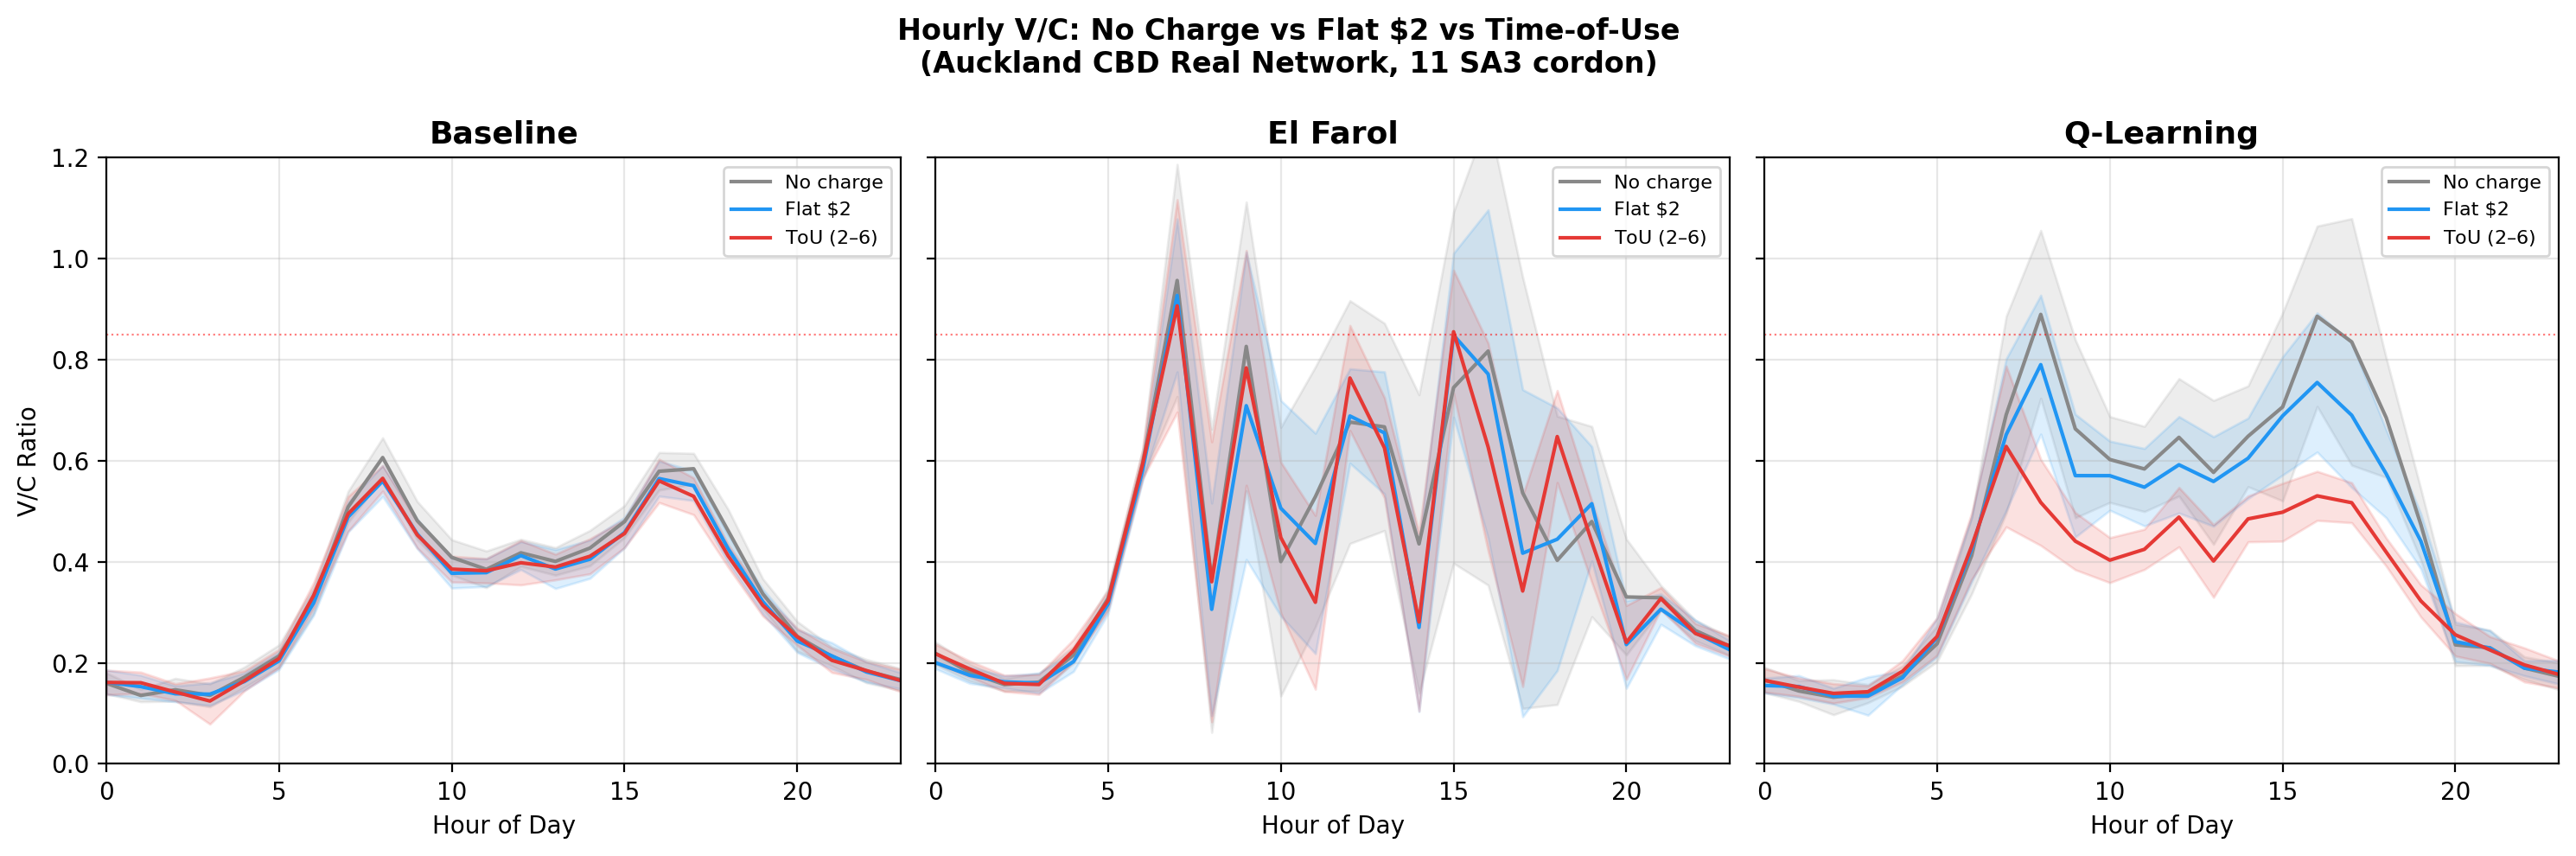 Hourly V/C: No Charge vs Flat $2 vs Time-of-Use
(Auckland CBD Real Network, 11 SA3 cordon)
Baseline
El Farol
Q-Learning
No charge
Flat $2
ToU (2–6)
No charge
Flat $2
ToU (2–6)
No charge
Flat $2
ToU (2–6)
V/C Ratio
1.2
1.0
0.8
0.6
0.4
0.2
0.0
0 5 10 15 20
0 5 10 15 20
0 5 10 15 20
Hour of Day
Hour of Day
Hour of Day